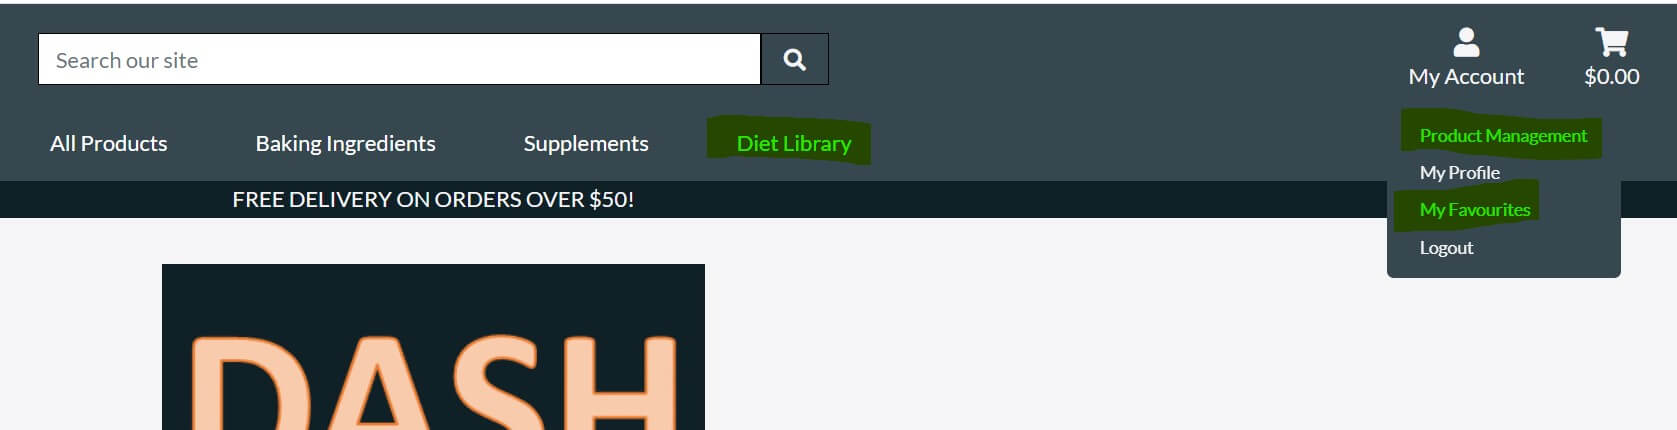 Search our site
My Account
$0.00
All Products
Baking Ingredients
Supplements
Diet Library
Product Management
My Profile
My Favourites
Logout
FREE DELIVERY ON ORDERS OVER $50!
DASH